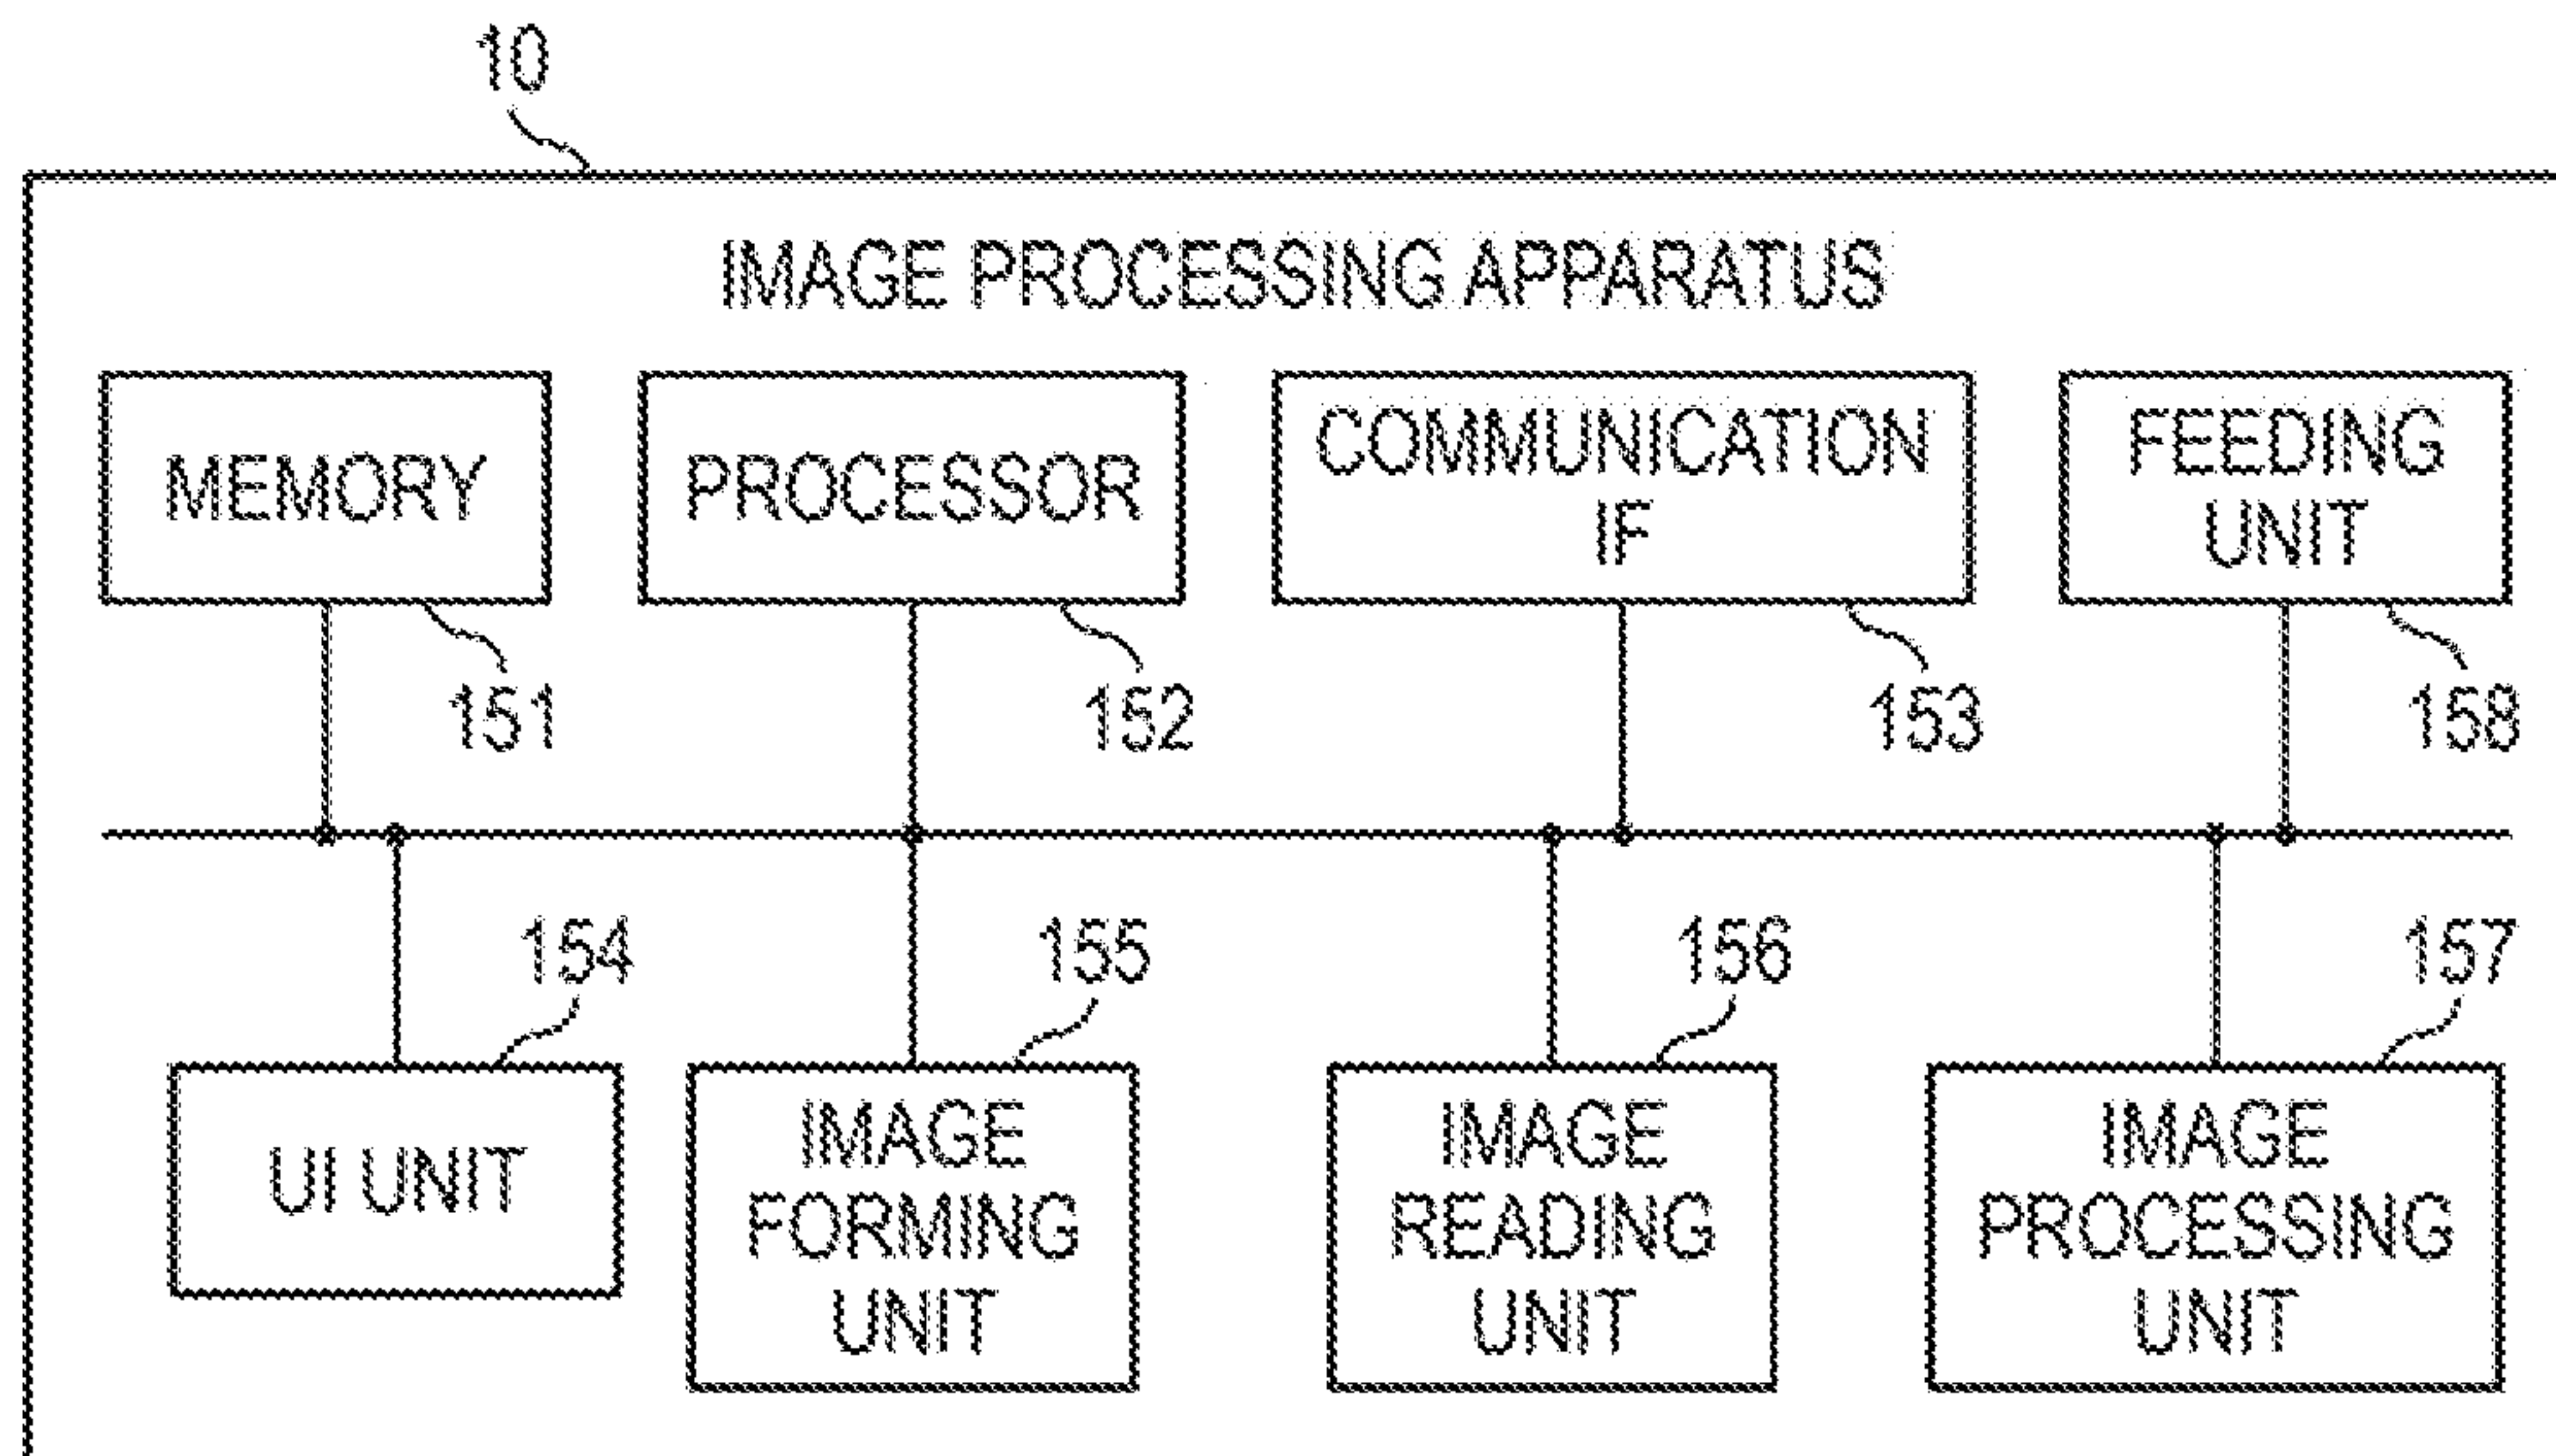 10
IMAGE PROCESSING APPARATUS
MEMORY
PROCESSOR
COMMUNICATION
IF
FEEDING
UNIT
151
152
153
158
154
155
156
157
UI UNIT
IMAGE
FORMING
UNIT
IMAGE
READING
UNIT
IMAGE
PROCESSING
UNIT